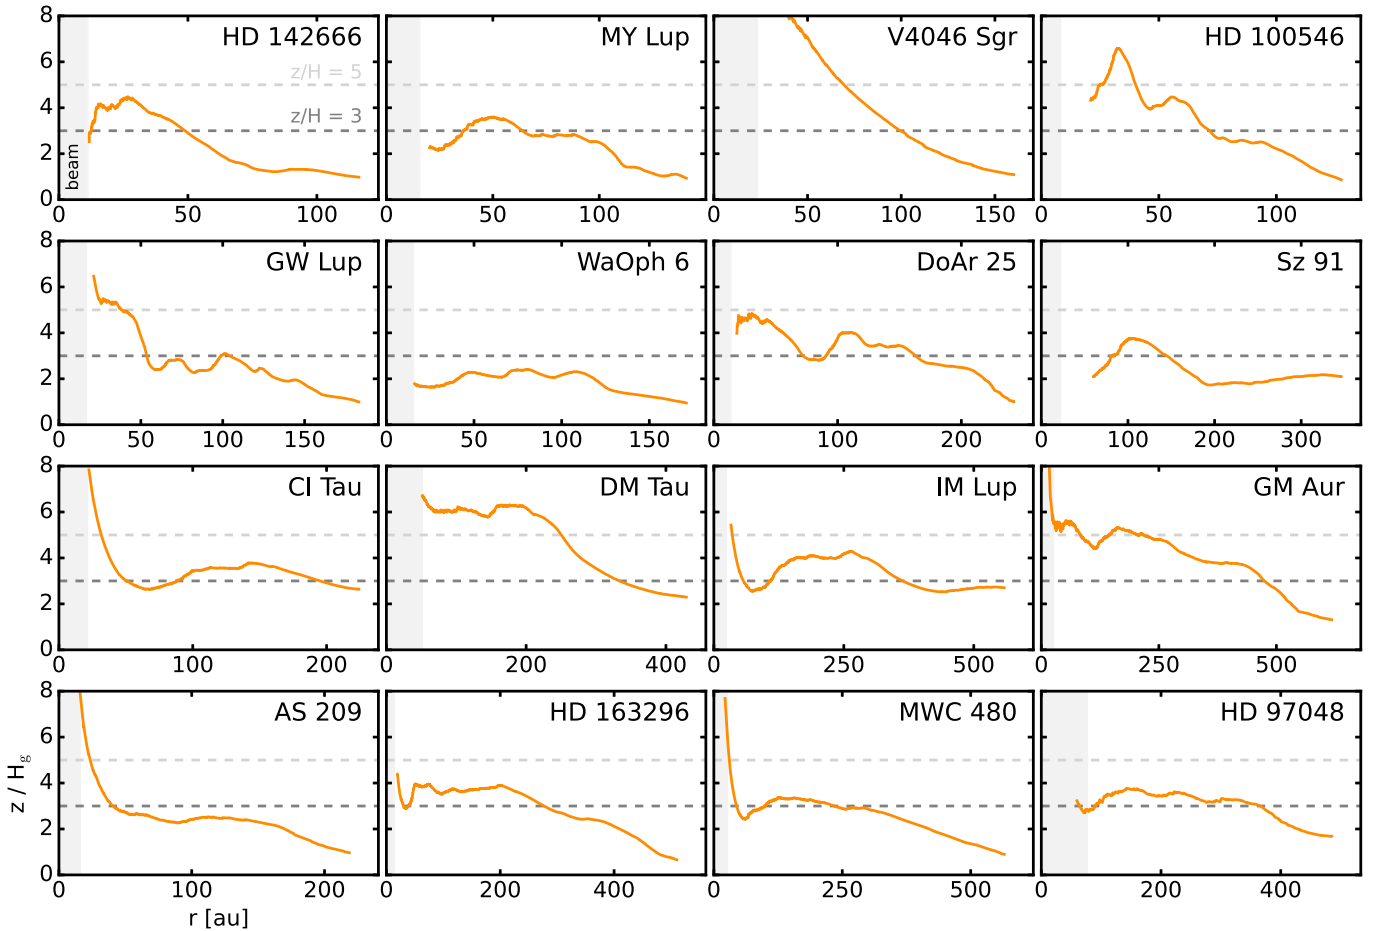 8 HD 142666 MY Lup V4046 Sgr HD 100546
6
z/H = 5
4
z/H = 3
2
beam
0
0 50 100 0 50 100 0 50 100 150 0 50 100
8
GW Lup WaOph 6 DoAr 25 Sz 91
6
4
2
0
0 50 100 150 0 50 100 150 0 100 200 0 100 200 300
8
CI Tau DM Tau IM Lup GM Aur
6
4
2
0
0 100 200 0 200 400 0 250 500 0 250 500
8
AS 209 HD 163296 MWC 480 HD 97048
6
4
2
0
z / H_g
0 100 200 0 200 400 0 250 500 0 200 400
r [au]